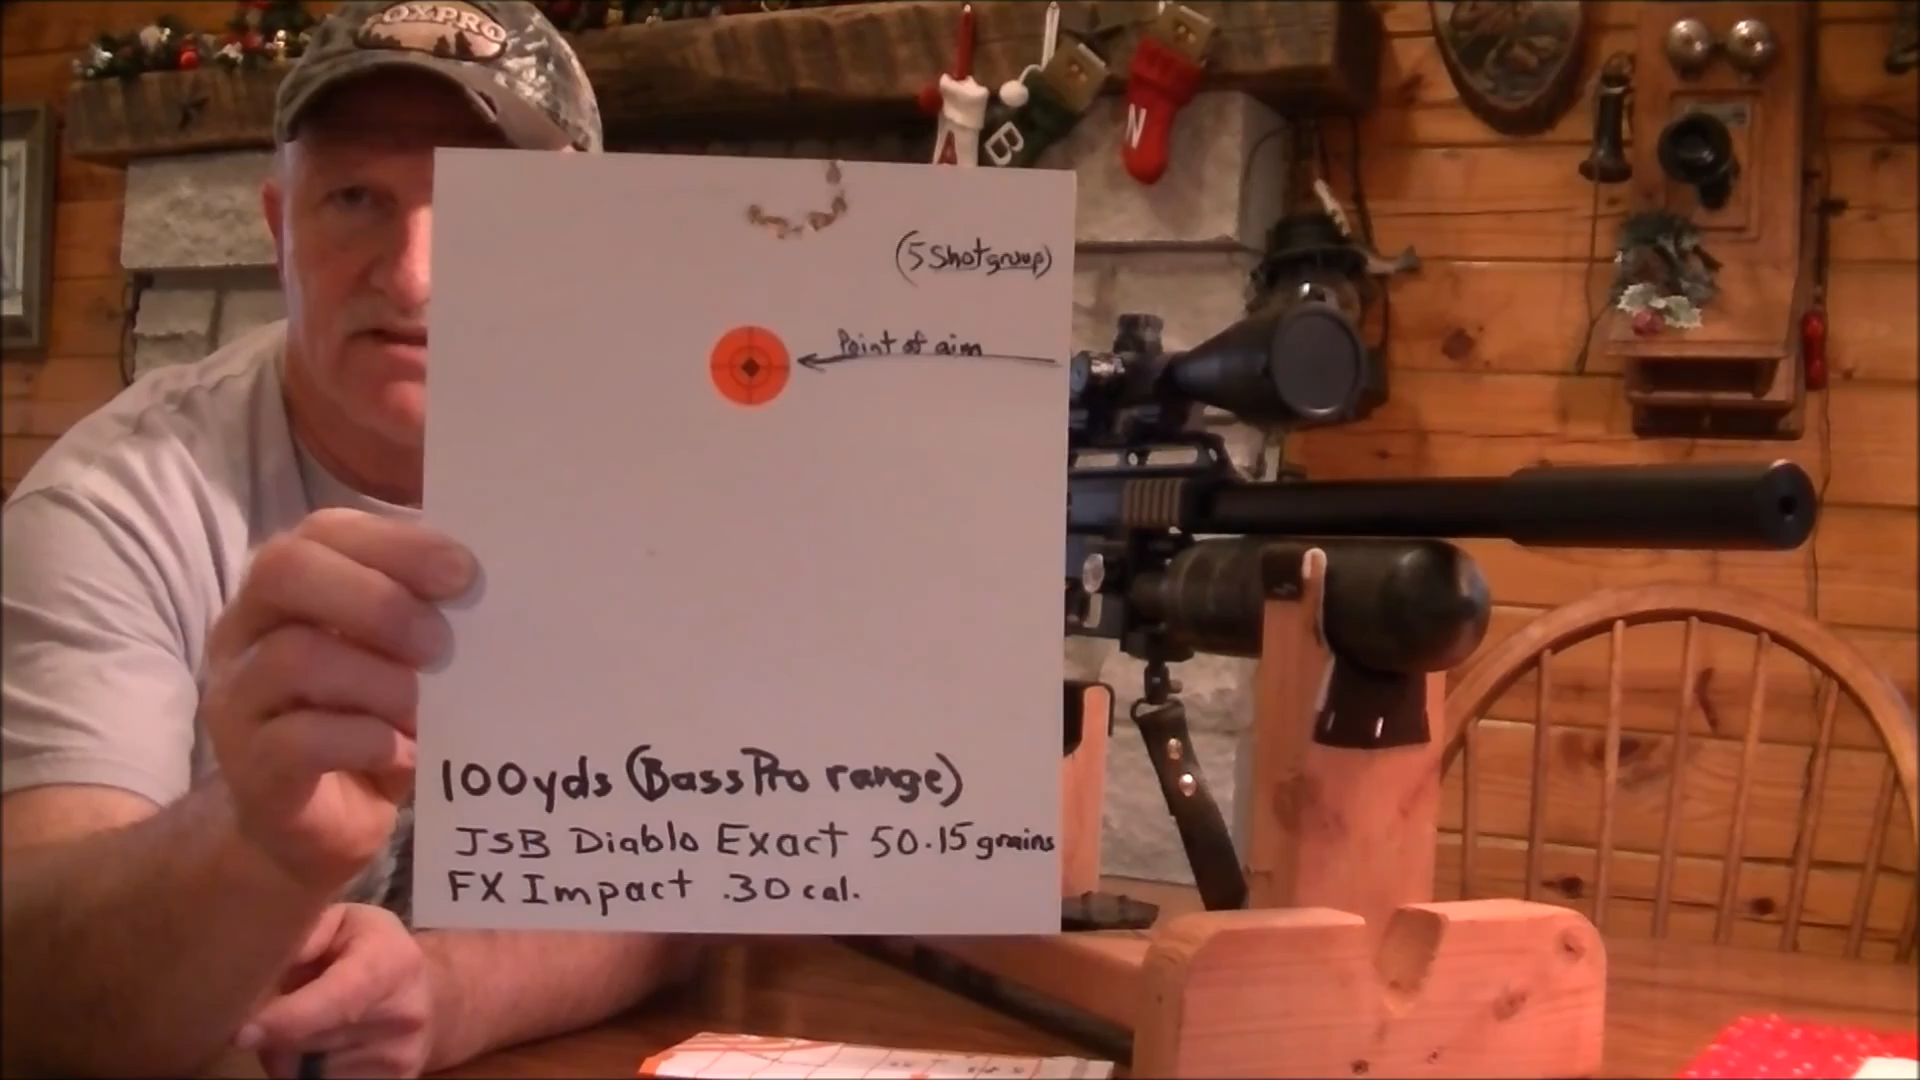 FOXPRO
A
B
N
(5 Shot group)
Point of aim
100yds (Bass Pro range)
JSB Diablo Exact 50.15 grains
FX Impact .30 cal.